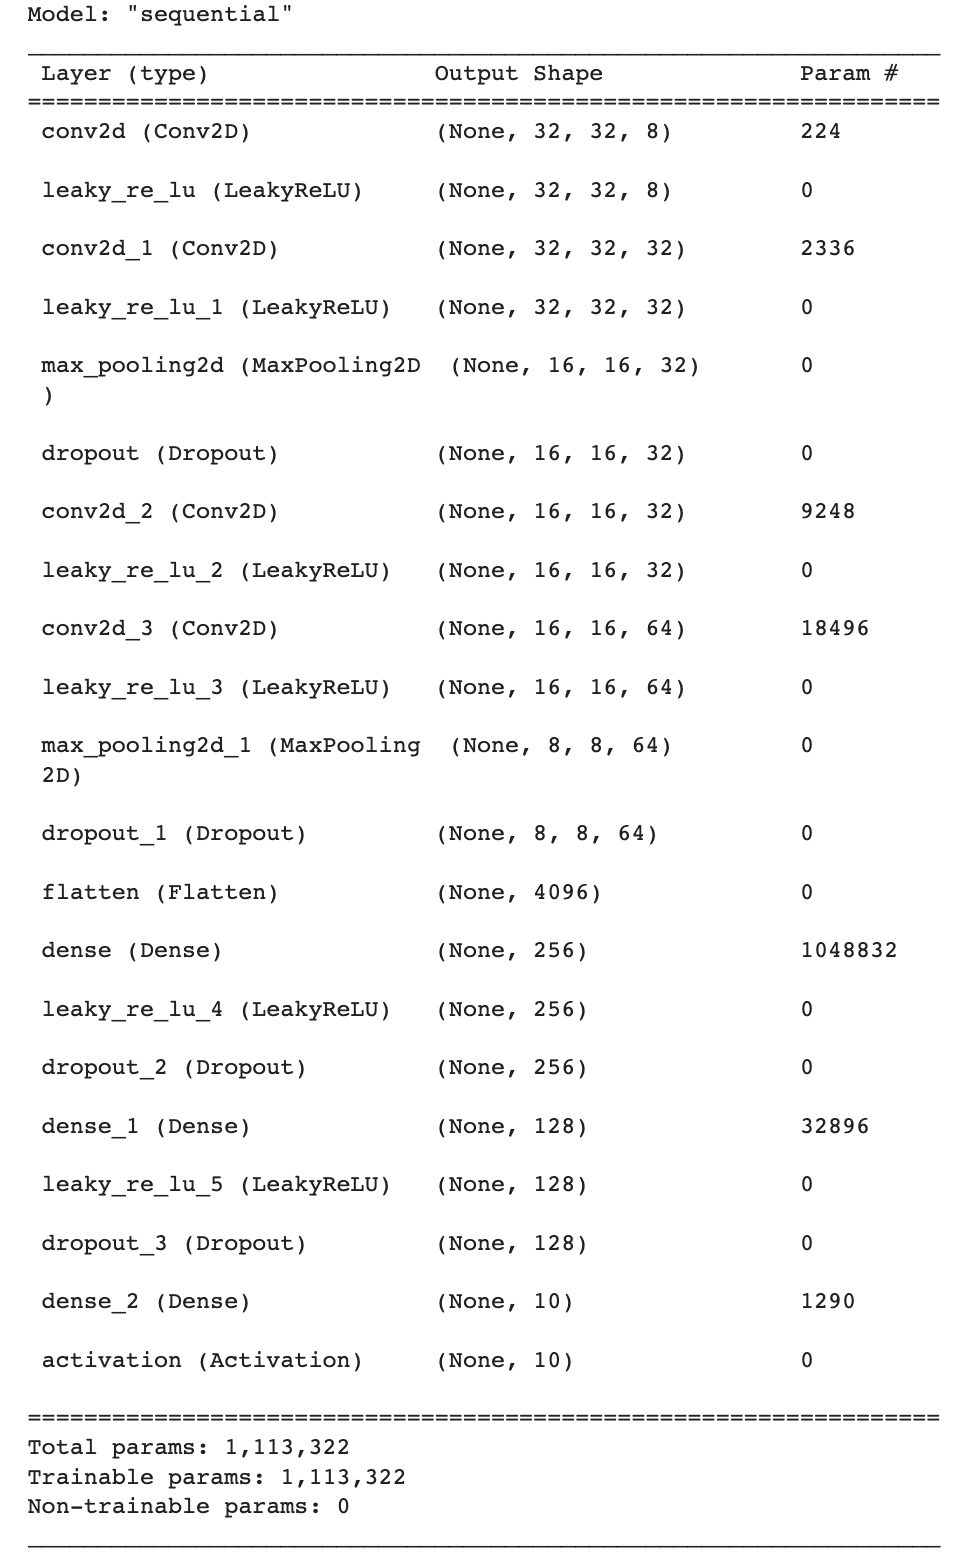 Model: "sequential"
Layer (type) Output Shape Param #
=================================================================
conv2d (Conv2D) (None, 32, 32, 8) 224
leaky_re_lu (LeakyReLU) (None, 32, 32, 8) 0
conv2d_1 (Conv2D) (None, 32, 32, 32) 2336
leaky_re_lu_1 (LeakyReLU) (None, 32, 32, 32) 0
max_pooling2d (MaxPooling2D (None, 16, 16, 32) 0
)
dropout (Dropout) (None, 16, 16, 32) 0
conv2d_2 (Conv2D) (None, 16, 16, 32) 9248
leaky_re_lu_2 (LeakyReLU) (None, 16, 16, 32) 0
conv2d_3 (Conv2D) (None, 16, 16, 64) 18496
leaky_re_lu_3 (LeakyReLU) (None, 16, 16, 64) 0
max_pooling2d_1 (MaxPooling (None, 8, 8, 64) 0
2D)
dropout_1 (Dropout) (None, 8, 8, 64) 0
flatten (Flatten) (None, 4096) 0
dense (Dense) (None, 256) 1048832
leaky_re_lu_4 (LeakyReLU) (None, 256) 0
dropout_2 (Dropout) (None, 256) 0
dense_1 (Dense) (None, 128) 32896
leaky_re_lu_5 (LeakyReLU) (None, 128) 0
dropout_3 (Dropout) (None, 128) 0
dense_2 (Dense) (None, 10) 1290
activation (Activation) (None, 10) 0
=================================================================
Total params: 1,113,322
Trainable params: 1,113,322
Non-trainable params: 0